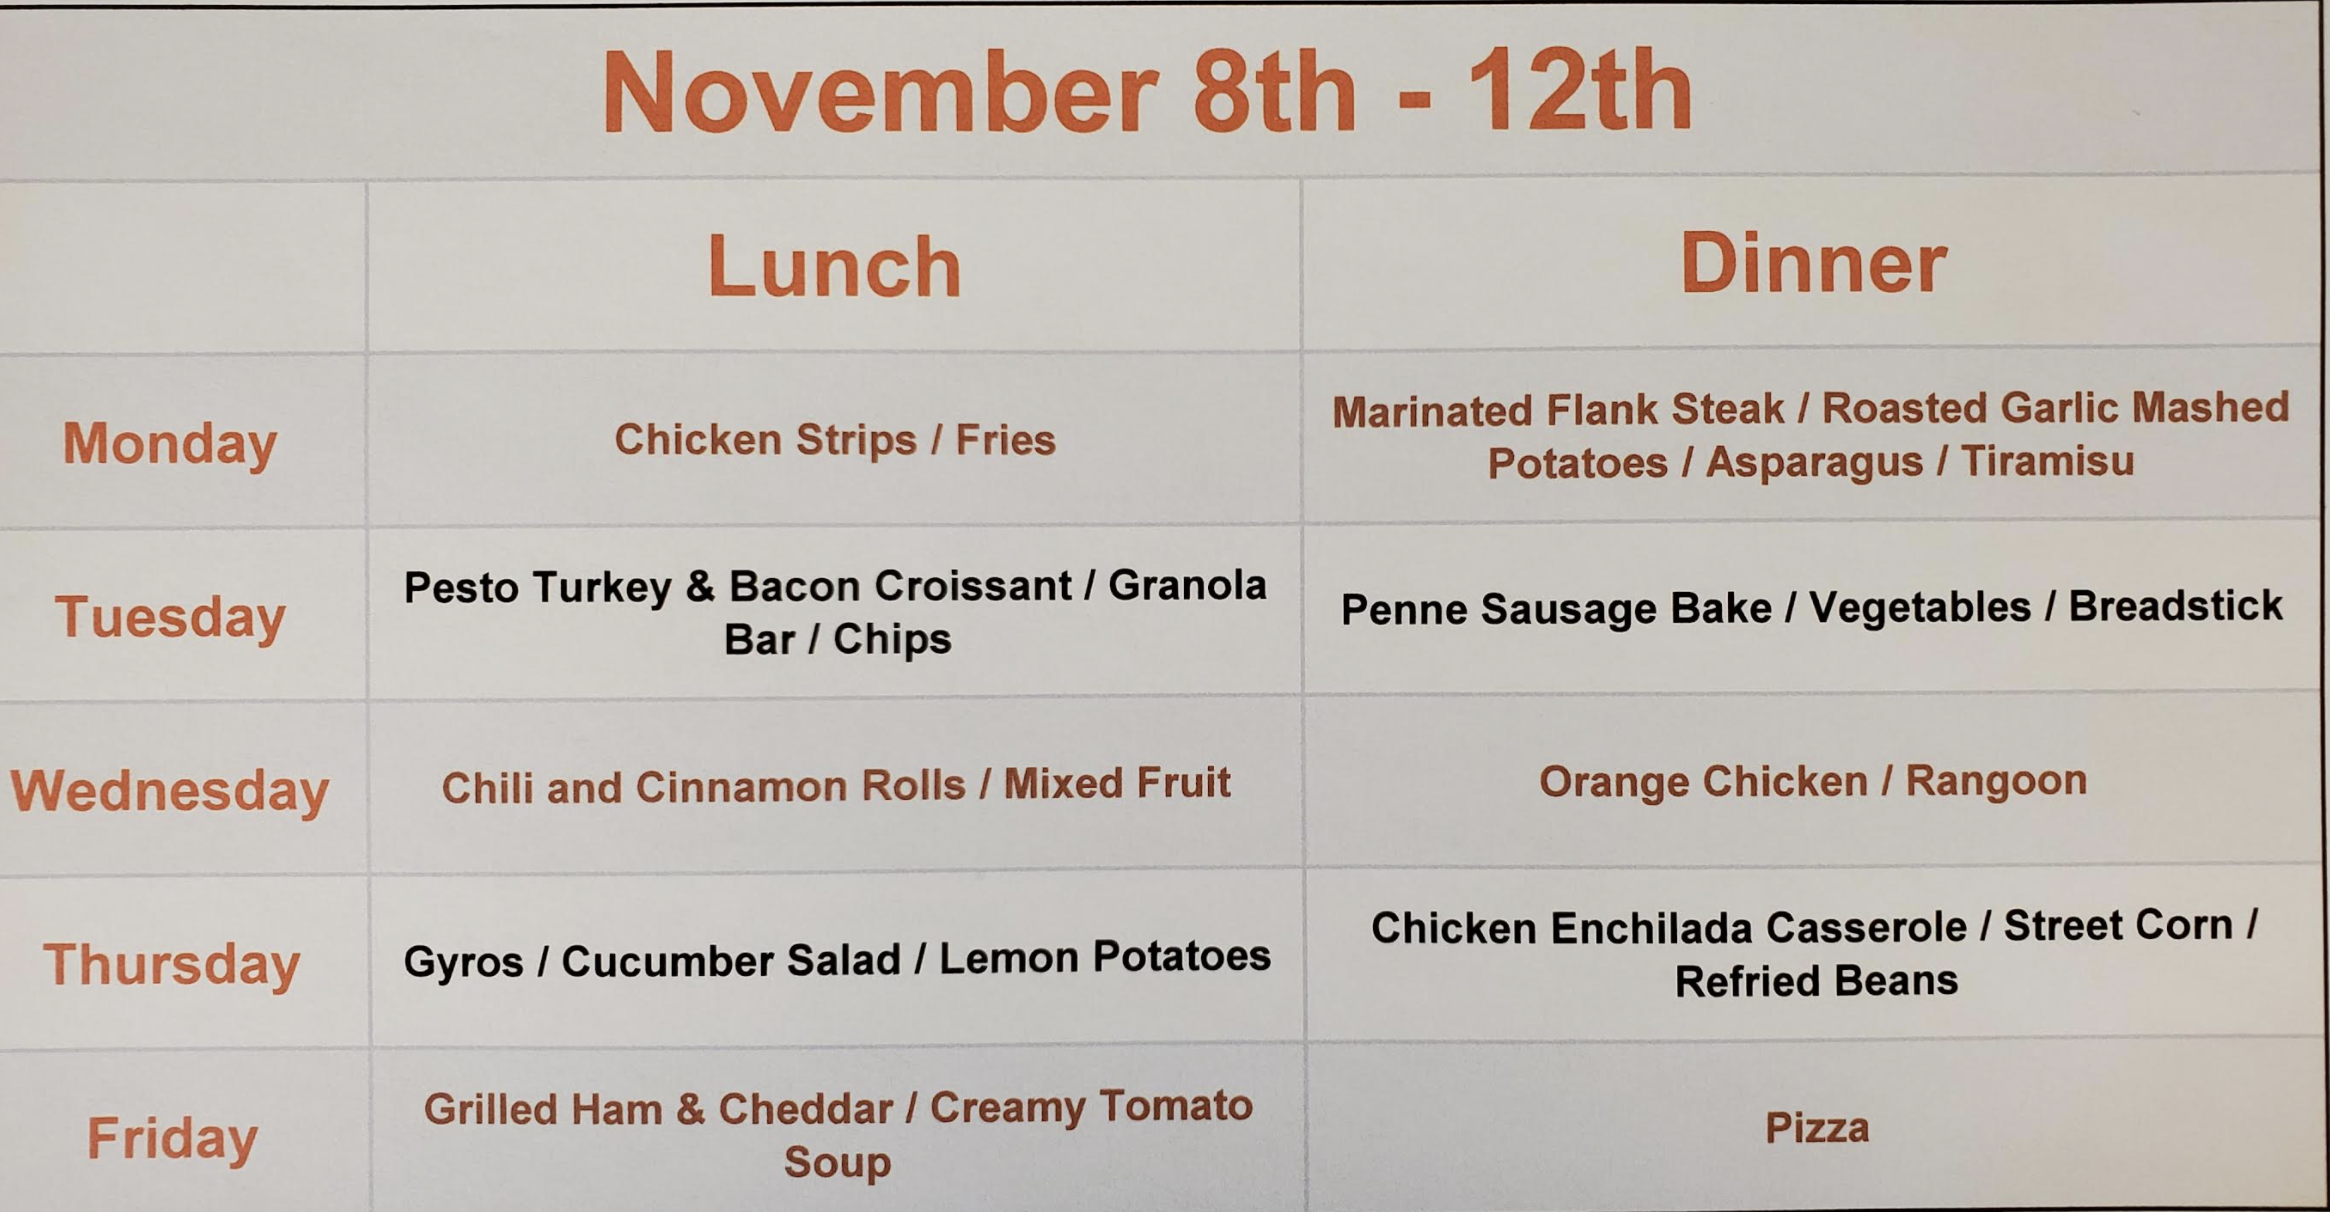 November 8th - 12th
Lunch
Dinner
Monday
Chicken Strips / Fries
Marinated Flank Steak / Roasted Garlic Mashed
Potatoes / Asparagus / Tiramisu
Tuesday
Pesto Turkey & Bacon Croissant / Granola
Bar / Chips
Penne Sausage Bake / Vegetables / Breadstick
Wednesday
Chili and Cinnamon Rolls / Mixed Fruit
Orange Chicken / Rangoon
Thursday
Gyros / Cucumber Salad / Lemon Potatoes
Chicken Enchilada Casserole / Street Corn /
Refried Beans
Friday
Grilled Ham & Cheddar / Creamy Tomato
Soup
Pizza